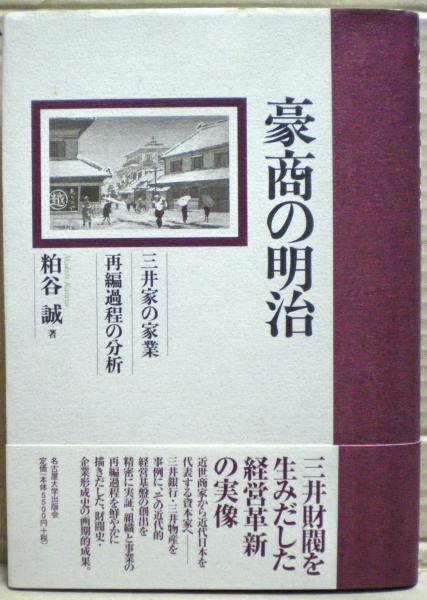 豪商の明治
三井家の家業
再編過程の分析
粕谷 誠 著
三井財閥を
生みだした
経営革新
の実像
近世商家から近代日本を
代表する資本家へ――
三井銀行・三井物産を
事例に、その近代的
経営基盤の創出を
精密に実証、組織と事業の
再編過程を鮮やかに
描きだした、財閥史・
企業形成史の画期的成果。
名古屋大学出版会
定価(本体5500円+税)